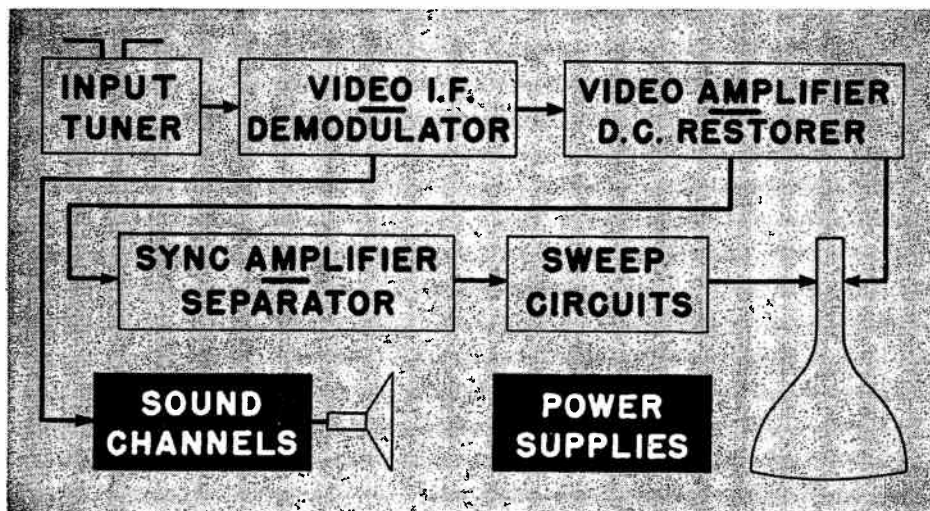 INPUT
TUNER
VIDEO I.F.
DEMODULATOR
VIDEO AMPLIFIER
D.C. RESTORER
SYNC AMPLIFIER
SEPARATOR
SWEEP
CIRCUITS
SOUND
CHANNELS
POWER
SUPPLIES